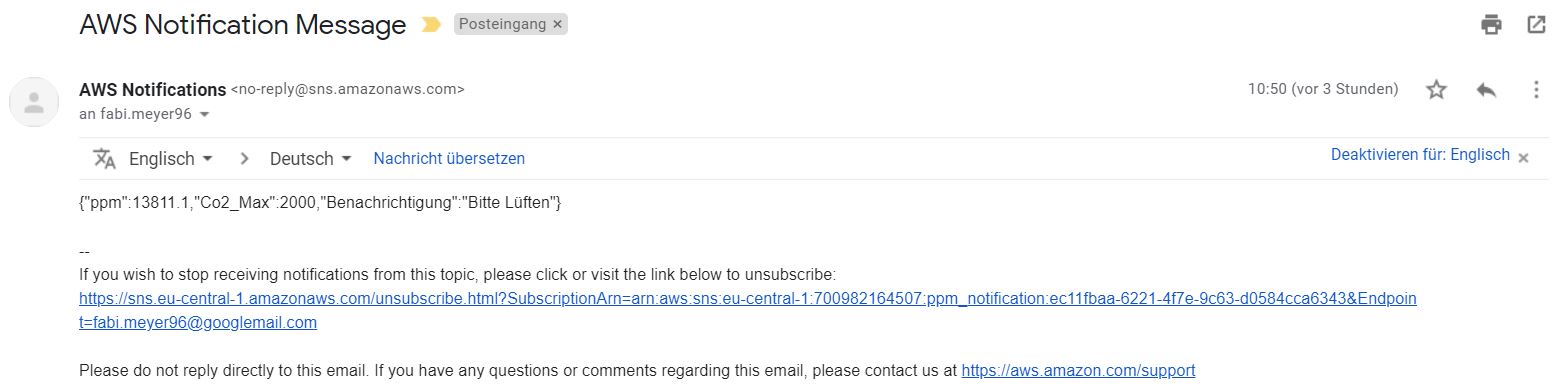 AWS Notification Message Posteingang ×
AWS Notifications <no-reply@sns.amazonaws.com> 10:50 (vor 3 Stunden)
an fabi.meyer96
Englisch > Deutsch Nachricht übersetzen Deaktivieren für: Englisch ×
{"ppm":13811.1,"Co2_Max":2000,"Benachrichtigung":"Bitte Lüften"}
--
If you wish to stop receiving notifications from this topic, please click or visit the link below to unsubscribe:
https://sns.eu-central-1.amazonaws.com/unsubscribe.html?SubscriptionArn=arn:aws:sns:eu-central-1:700982164507:ppm_notification:ec11fbaa-6221-4f7e-9c63-d0584cca6343&Endpoin
t=fabi.meyer96@googlemail.com
Please do not reply directly to this email. If you have any questions or comments regarding this email, please contact us at https://aws.amazon.com/support